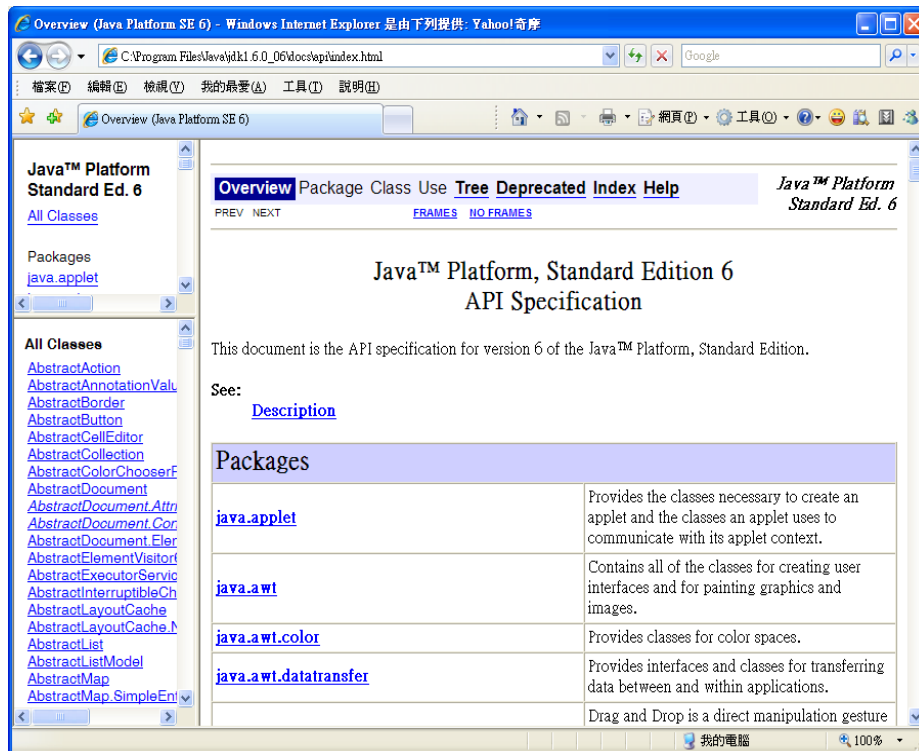 Overview (Java Platform SE 6) - Windows Internet Explorer 是由下列提供: Yahoo!奇摩
C:\Program Files\Java\jdk1.6.0_06\docs\api\index.html
Google
檔案(F) 編輯(E) 檢視(V) 我的最愛(A) 工具(T) 說明(H)
Overview (Java Platform SE 6)
網頁(P) 工具(O)
Java™ Platform
Standard Ed. 6
All Classes
Packages
java.applet
All Classes
AbstractAction
AbstractAnnotationValu
AbstractBorder
AbstractButton
AbstractCellEditor
AbstractCollection
AbstractColorChooserP
AbstractDocument
AbstractDocument.Attri
AbstractDocument.Con
AbstractDocument.Elem
AbstractElementVisitor6
AbstractExecutorServic
AbstractInterruptibleCh
AbstractLayoutCache
AbstractLayoutCache.N
AbstractList
AbstractListModel
AbstractMap
AbstractMap.SimpleEnt
Overview Package Class Use Tree Deprecated Index Help
Java™ Platform
Standard Ed. 6
PREV NEXT FRAMES NO FRAMES
Java™ Platform, Standard Edition 6
API Specification
This document is the API specification for version 6 of the Java™ Platform, Standard Edition.
See:
Description
Packages
java.applet
Provides the classes necessary to create an
applet and the classes an applet uses to
communicate with its applet context.
java.awt
Contains all of the classes for creating user
interfaces and for painting graphics and
images.
java.awt.color
Provides classes for color spaces.
java.awt.datatransfer
Provides interfaces and classes for transferring
data between and within applications.
Drag and Drop is a direct manipulation gesture
我的電腦
100%